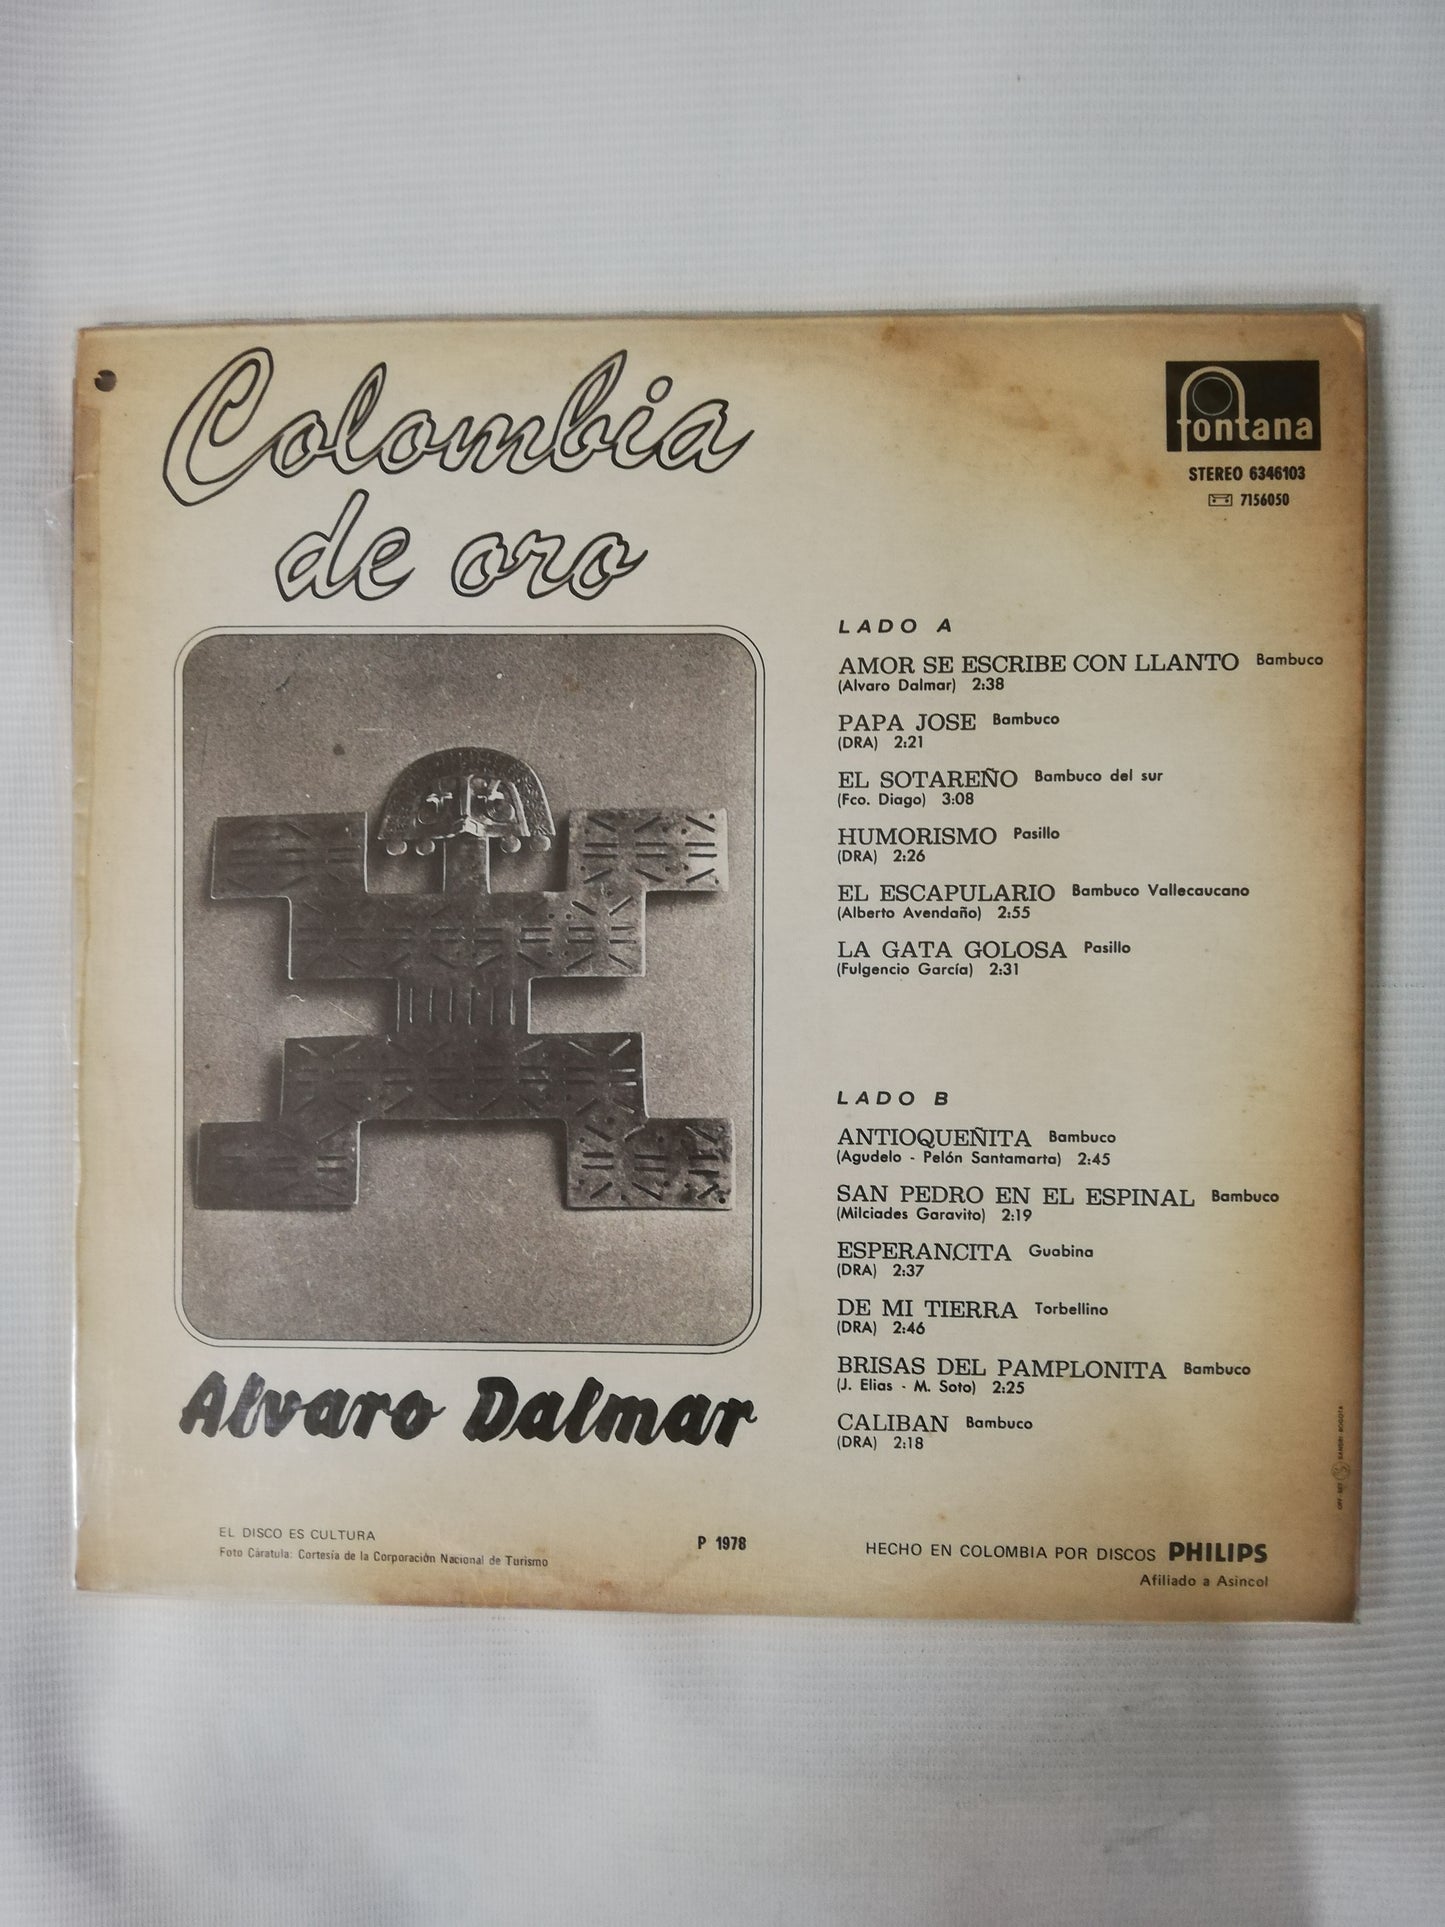 Colombia
de oro
fontana
STEREO 6346103
7156050
LADO A
AMOR SE ESCRIBE CON LLANTO Bambuco
(Alvaro Dalmar) 2:38
PAPA JOSE Bambuco
(DRA) 2:21
EL SOTAREÑO Bambuco del sur
(Fco. Diago) 3:08
HUMORISMO Pasillo
(DRA) 2:26
EL ESCAPULARIO Bambuco Vallecaucano
(Alberto Avendaño) 2:55
LA GATA GOLOSA Pasillo
(Fulgencio García) 2:31
LADO B
ANTIOQUEÑITA Bambuco
(Agudelo - Pelón Santamarta) 2:45
SAN PEDRO EN EL ESPINAL Bambuco
(Milciades Garavito) 2:19
ESPERANCITA Guabina
(DRA) 2:37
DE MI TIERRA Torbellino
(DRA) 2:46
BRISAS DEL PAMPLONITA Bambuco
(J. Elias - M. Soto) 2:25
CALIBAN Bambuco
(DRA) 2:18
Alvaro Dalmar
EL DISCO ES CULTURA
Foto Cáratula: Cortesía de la Corporación Nacional de Turismo
P 1978
HECHO EN COLOMBIA POR DISCOS PHILIPS
Afiliado a Asincol
OFF-SET SANDRI BOGOTA